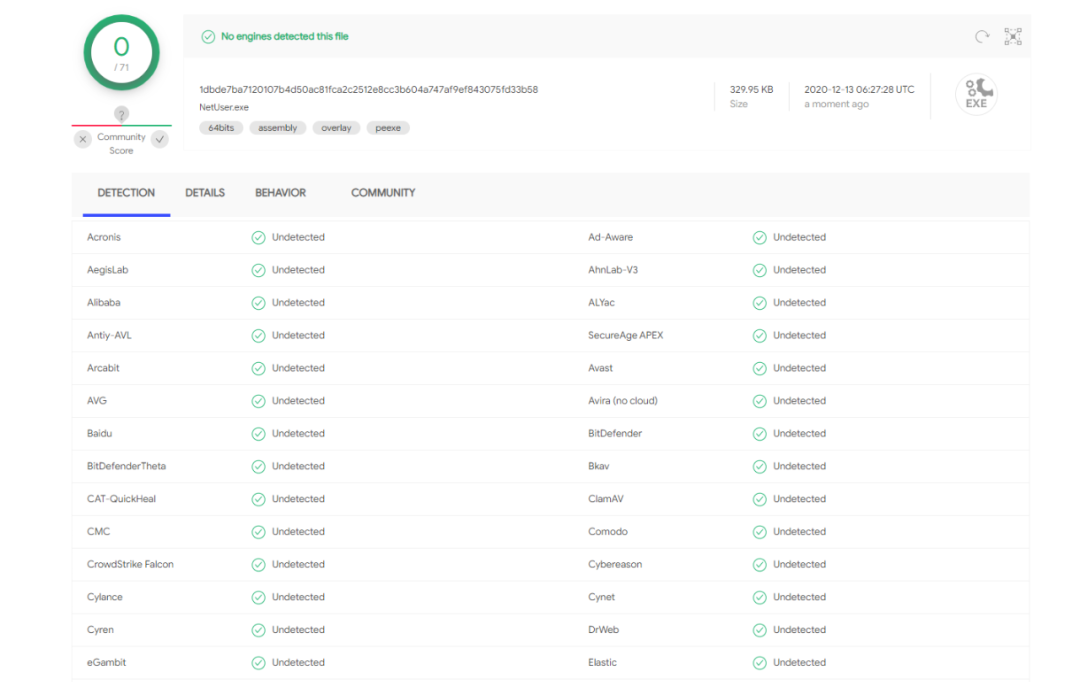 0
/ 71
No engines detected this file
1dbde7ba7120107b4d50ac81fca2c2512e8cc3b604a747af9ef843075fd33b58
NetUser.exe
64bits assembly overlay peexe
329.95 KB
Size
2020-12-13 06:27:28 UTC
a moment ago
EXE
?
Community
Score
DETECTION DETAILS BEHAVIOR COMMUNITY
Acronis Undetected Ad-Aware Undetected
AegisLab Undetected AhnLab-V3 Undetected
Alibaba Undetected ALYac Undetected
Antiy-AVL Undetected SecureAge APEX Undetected
Arcabit Undetected Avast Undetected
AVG Undetected Avira (no cloud) Undetected
Baidu Undetected BitDefender Undetected
BitDefenderTheta Undetected Bkav Undetected
CAT-QuickHeal Undetected ClamAV Undetected
CMC Undetected Comodo Undetected
CrowdStrike Falcon Undetected Cybereason Undetected
Cylance Undetected Cynet Undetected
Cyren Undetected DrWeb Undetected
eGambit Undetected Elastic Undetected